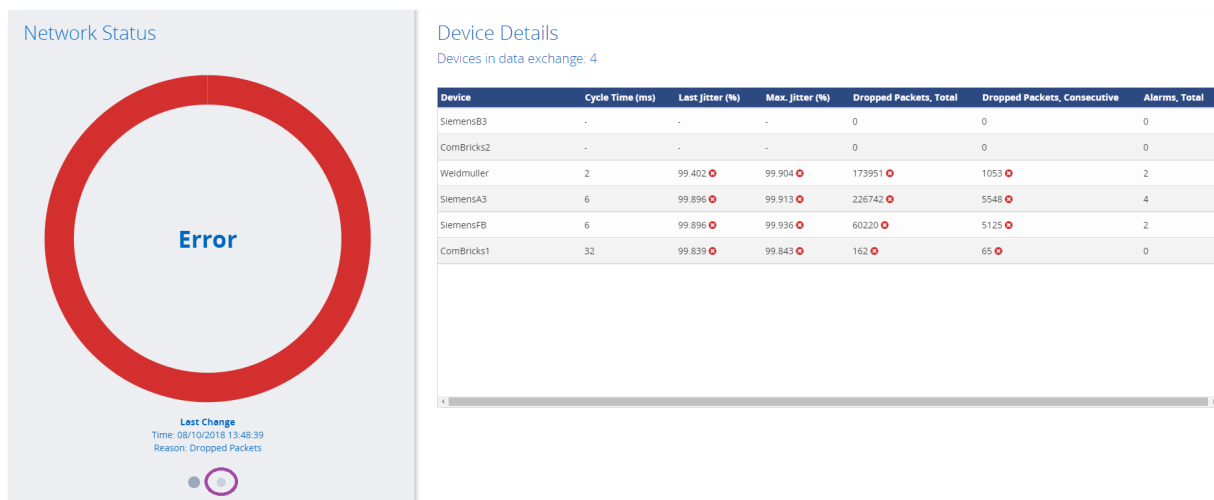 Network Status
Error
Last Change
Time: 08/10/2018 13:48:39
Reason: Dropped Packets
Device Details
Devices in data exchange: 4
Device Cycle Time (ms) Last Jitter (%) Max. Jitter (%) Dropped Packets, Total Dropped Packets, Consecutive Alarms, Total
SiemensB3 - - - 0 0 0
ComBricks2 - - - 0 0 0
Weidmuller 2 99.402 99.904 173951 1053 2
SiemensA3 6 99.896 99.913 226742 5548 4
SiemensFB 6 99.896 99.936 60220 5125 2
ComBricks1 32 99.839 99.843 162 65 0